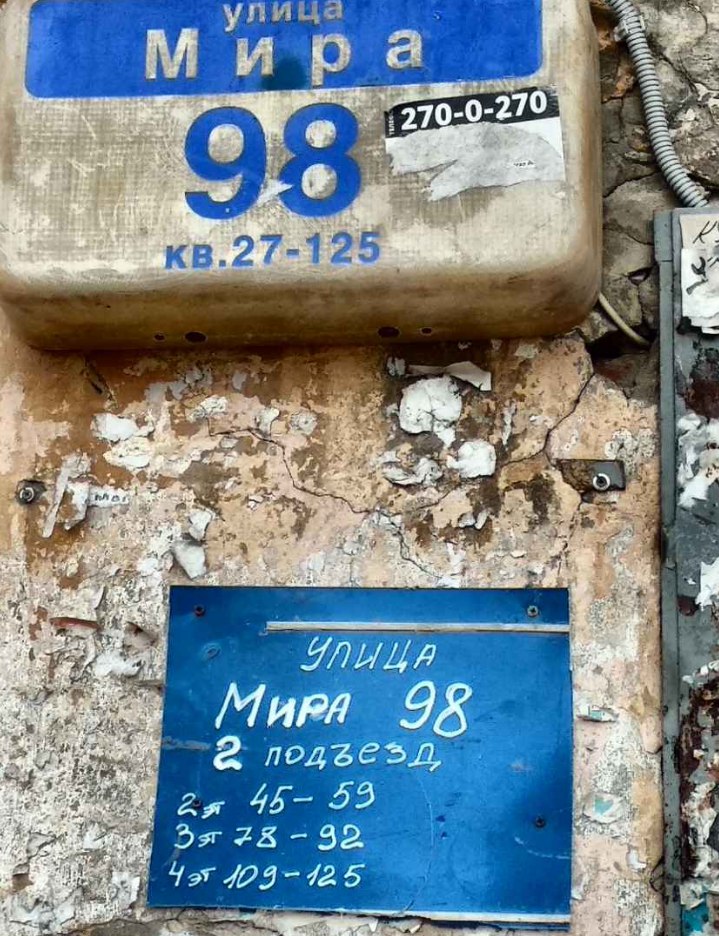 улица
Мира
98
270-0-270
кв.27-125
УЛИЦА
МИРА 98
2 подъезд
2эт 45-59
3эт 78-92
4эт 109-125